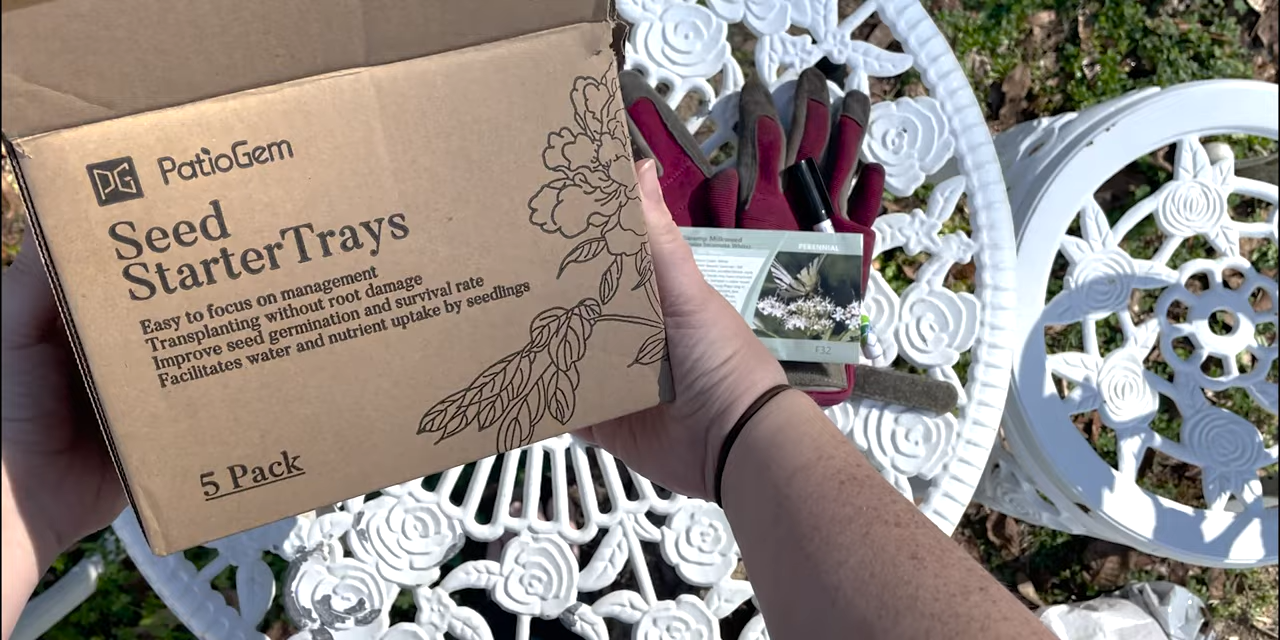 PG PatioGem
Seed
StarterTrays
Easy to focus on management
Transplanting without root damage
Improve seed germination and survival rate
Facilitates water and nutrient uptake by seedlings
5 Pack
Swamp Milkweed
PERENNIAL
F32